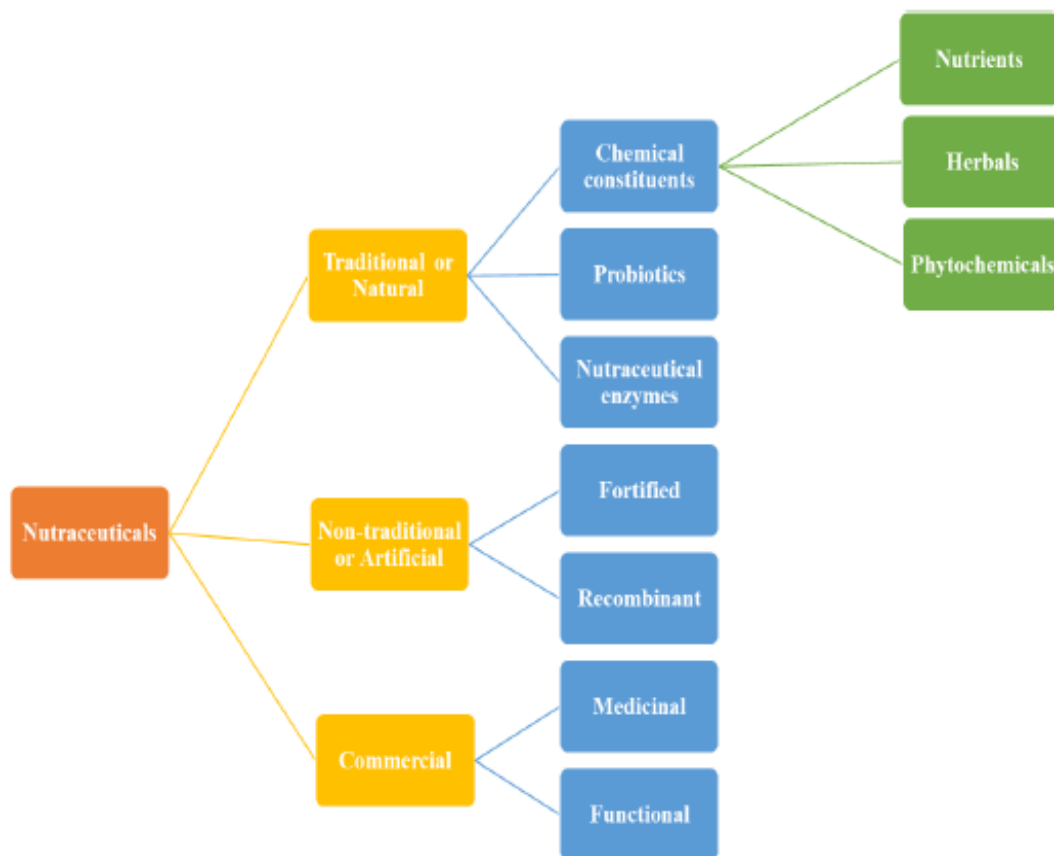 Nutrients
Chemical
constituents
Herbals
Traditional or
Natural
Probiotics
Phytochemicals
Nutraceutical
enzymes
Fortified
Nutraceuticals
Non-traditional
or Artificial
Recombinant
Medicinal
Commercial
Functional